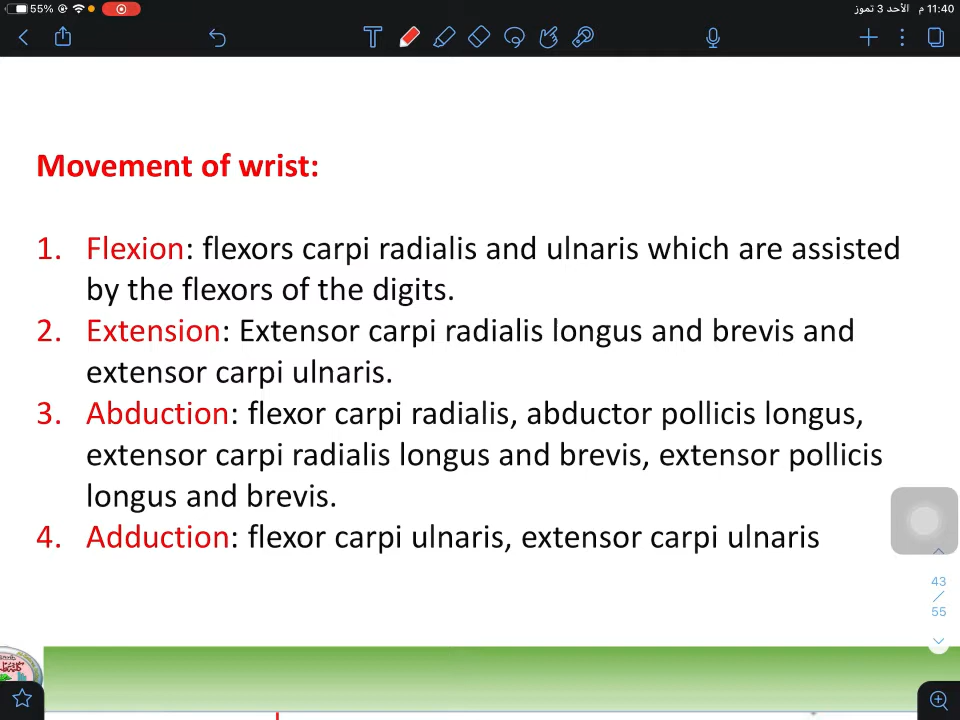 55%
11:40 م الأحد 3 تموز
Movement of wrist:
1. Flexion: flexors carpi radialis and ulnaris which are assisted
by the flexors of the digits.
2. Extension: Extensor carpi radialis longus and brevis and
extensor carpi ulnaris.
3. Abduction: flexor carpi radialis, abductor pollicis longus,
extensor carpi radialis longus and brevis, extensor pollicis
longus and brevis.
4. Adduction: flexor carpi ulnaris, extensor carpi ulnaris
43
/
55